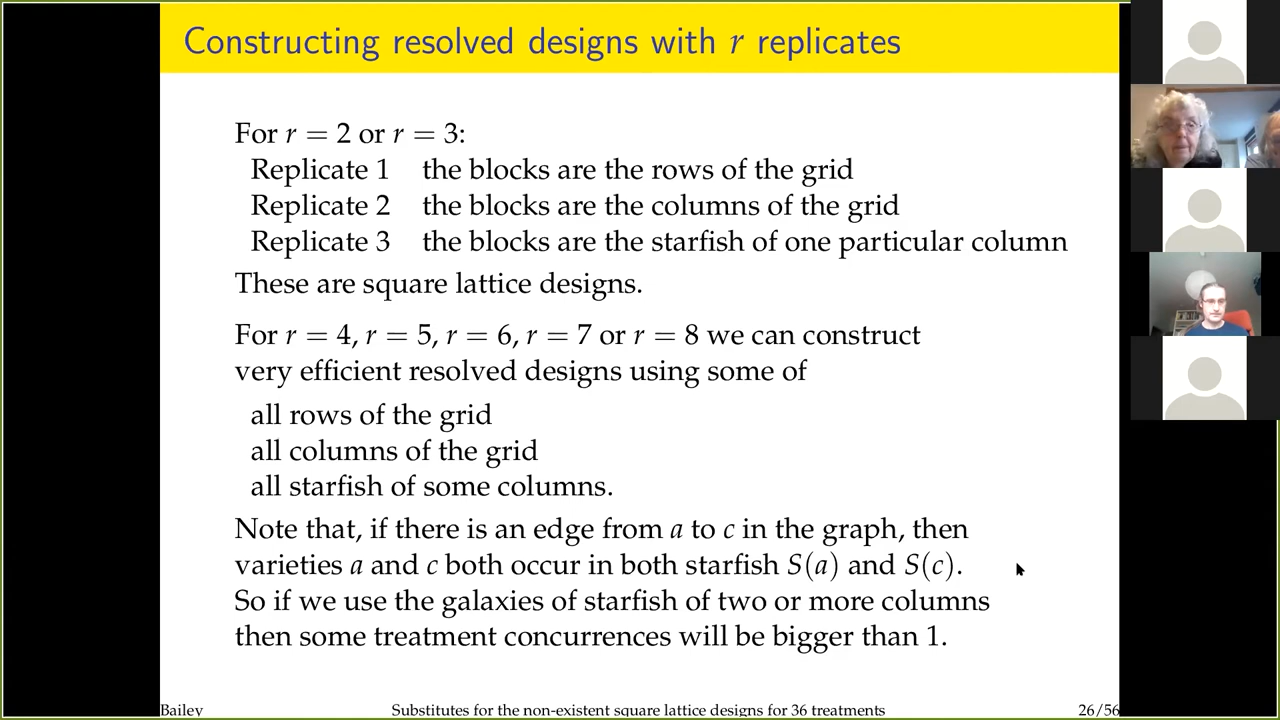 Constructing resolved designs with r replicates
For r = 2 or r = 3:
Replicate 1 the blocks are the rows of the grid
Replicate 2 the blocks are the columns of the grid
Replicate 3 the blocks are the starfish of one particular column
These are square lattice designs.
For r = 4, r = 5, r = 6, r = 7 or r = 8 we can construct
very efficient resolved designs using some of
all rows of the grid
all columns of the grid
all starfish of some columns.
Note that, if there is an edge from a to c in the graph, then
varieties a and c both occur in both starfish S(a) and S(c).
So if we use the galaxies of starfish of two or more columns
then some treatment concurrences will be bigger than 1.
Bailey Substitutes for the non-existent square lattice designs for 36 treatments 26/56